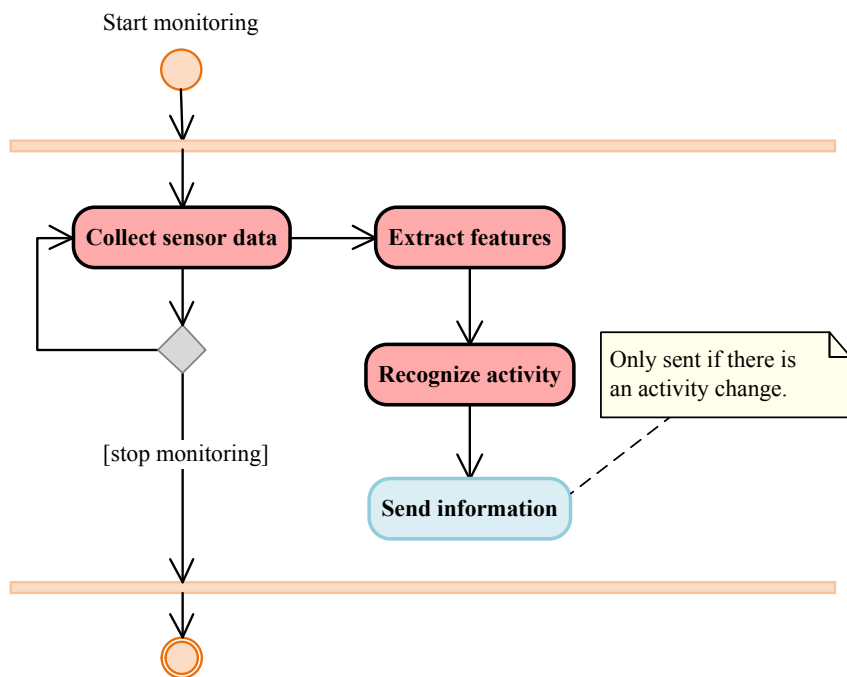 Start monitoring
Collect sensor data
Extract features
Recognize activity
Only sent if there is
an activity change.
[stop monitoring]
Send information